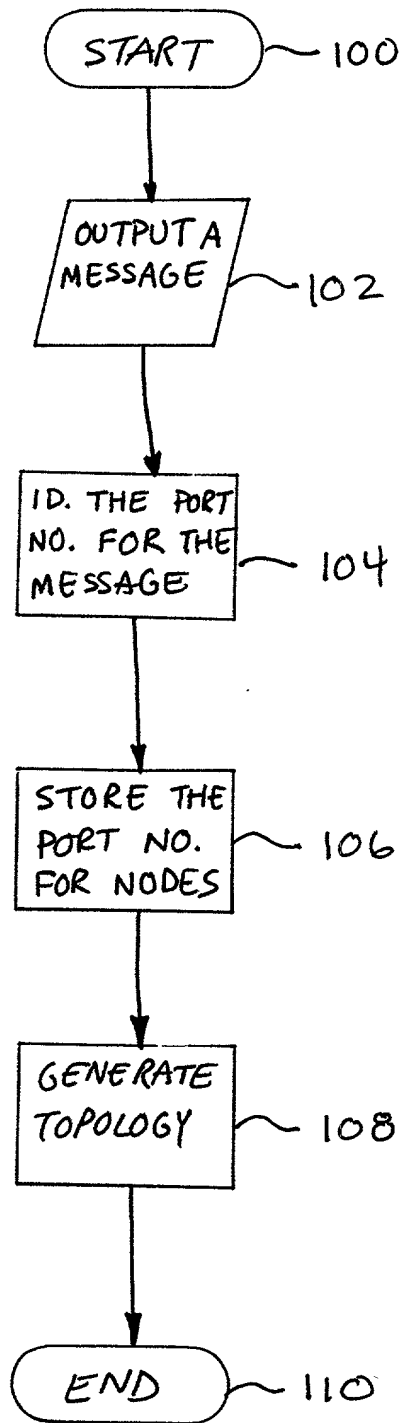 START
100
OUTPUT A
MESSAGE
102
ID. THE PORT
NO. FOR THE
MESSAGE
104
STORE THE
PORT NO.
FOR NODES
106
GENERATE
TOPOLOGY
108
END
110